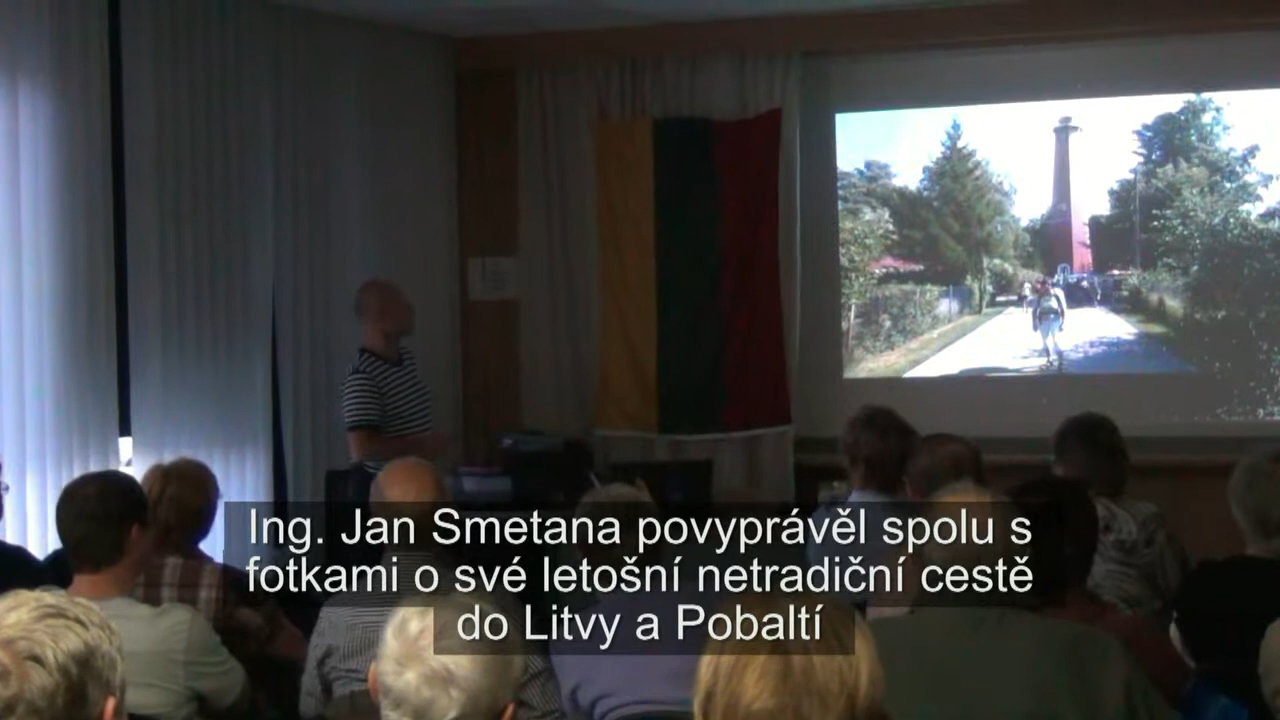 Ing. Jan Smetana povyprávěl spolu s
fotkami o své letošní netradiční cestě
do Litvy a Pobaltí